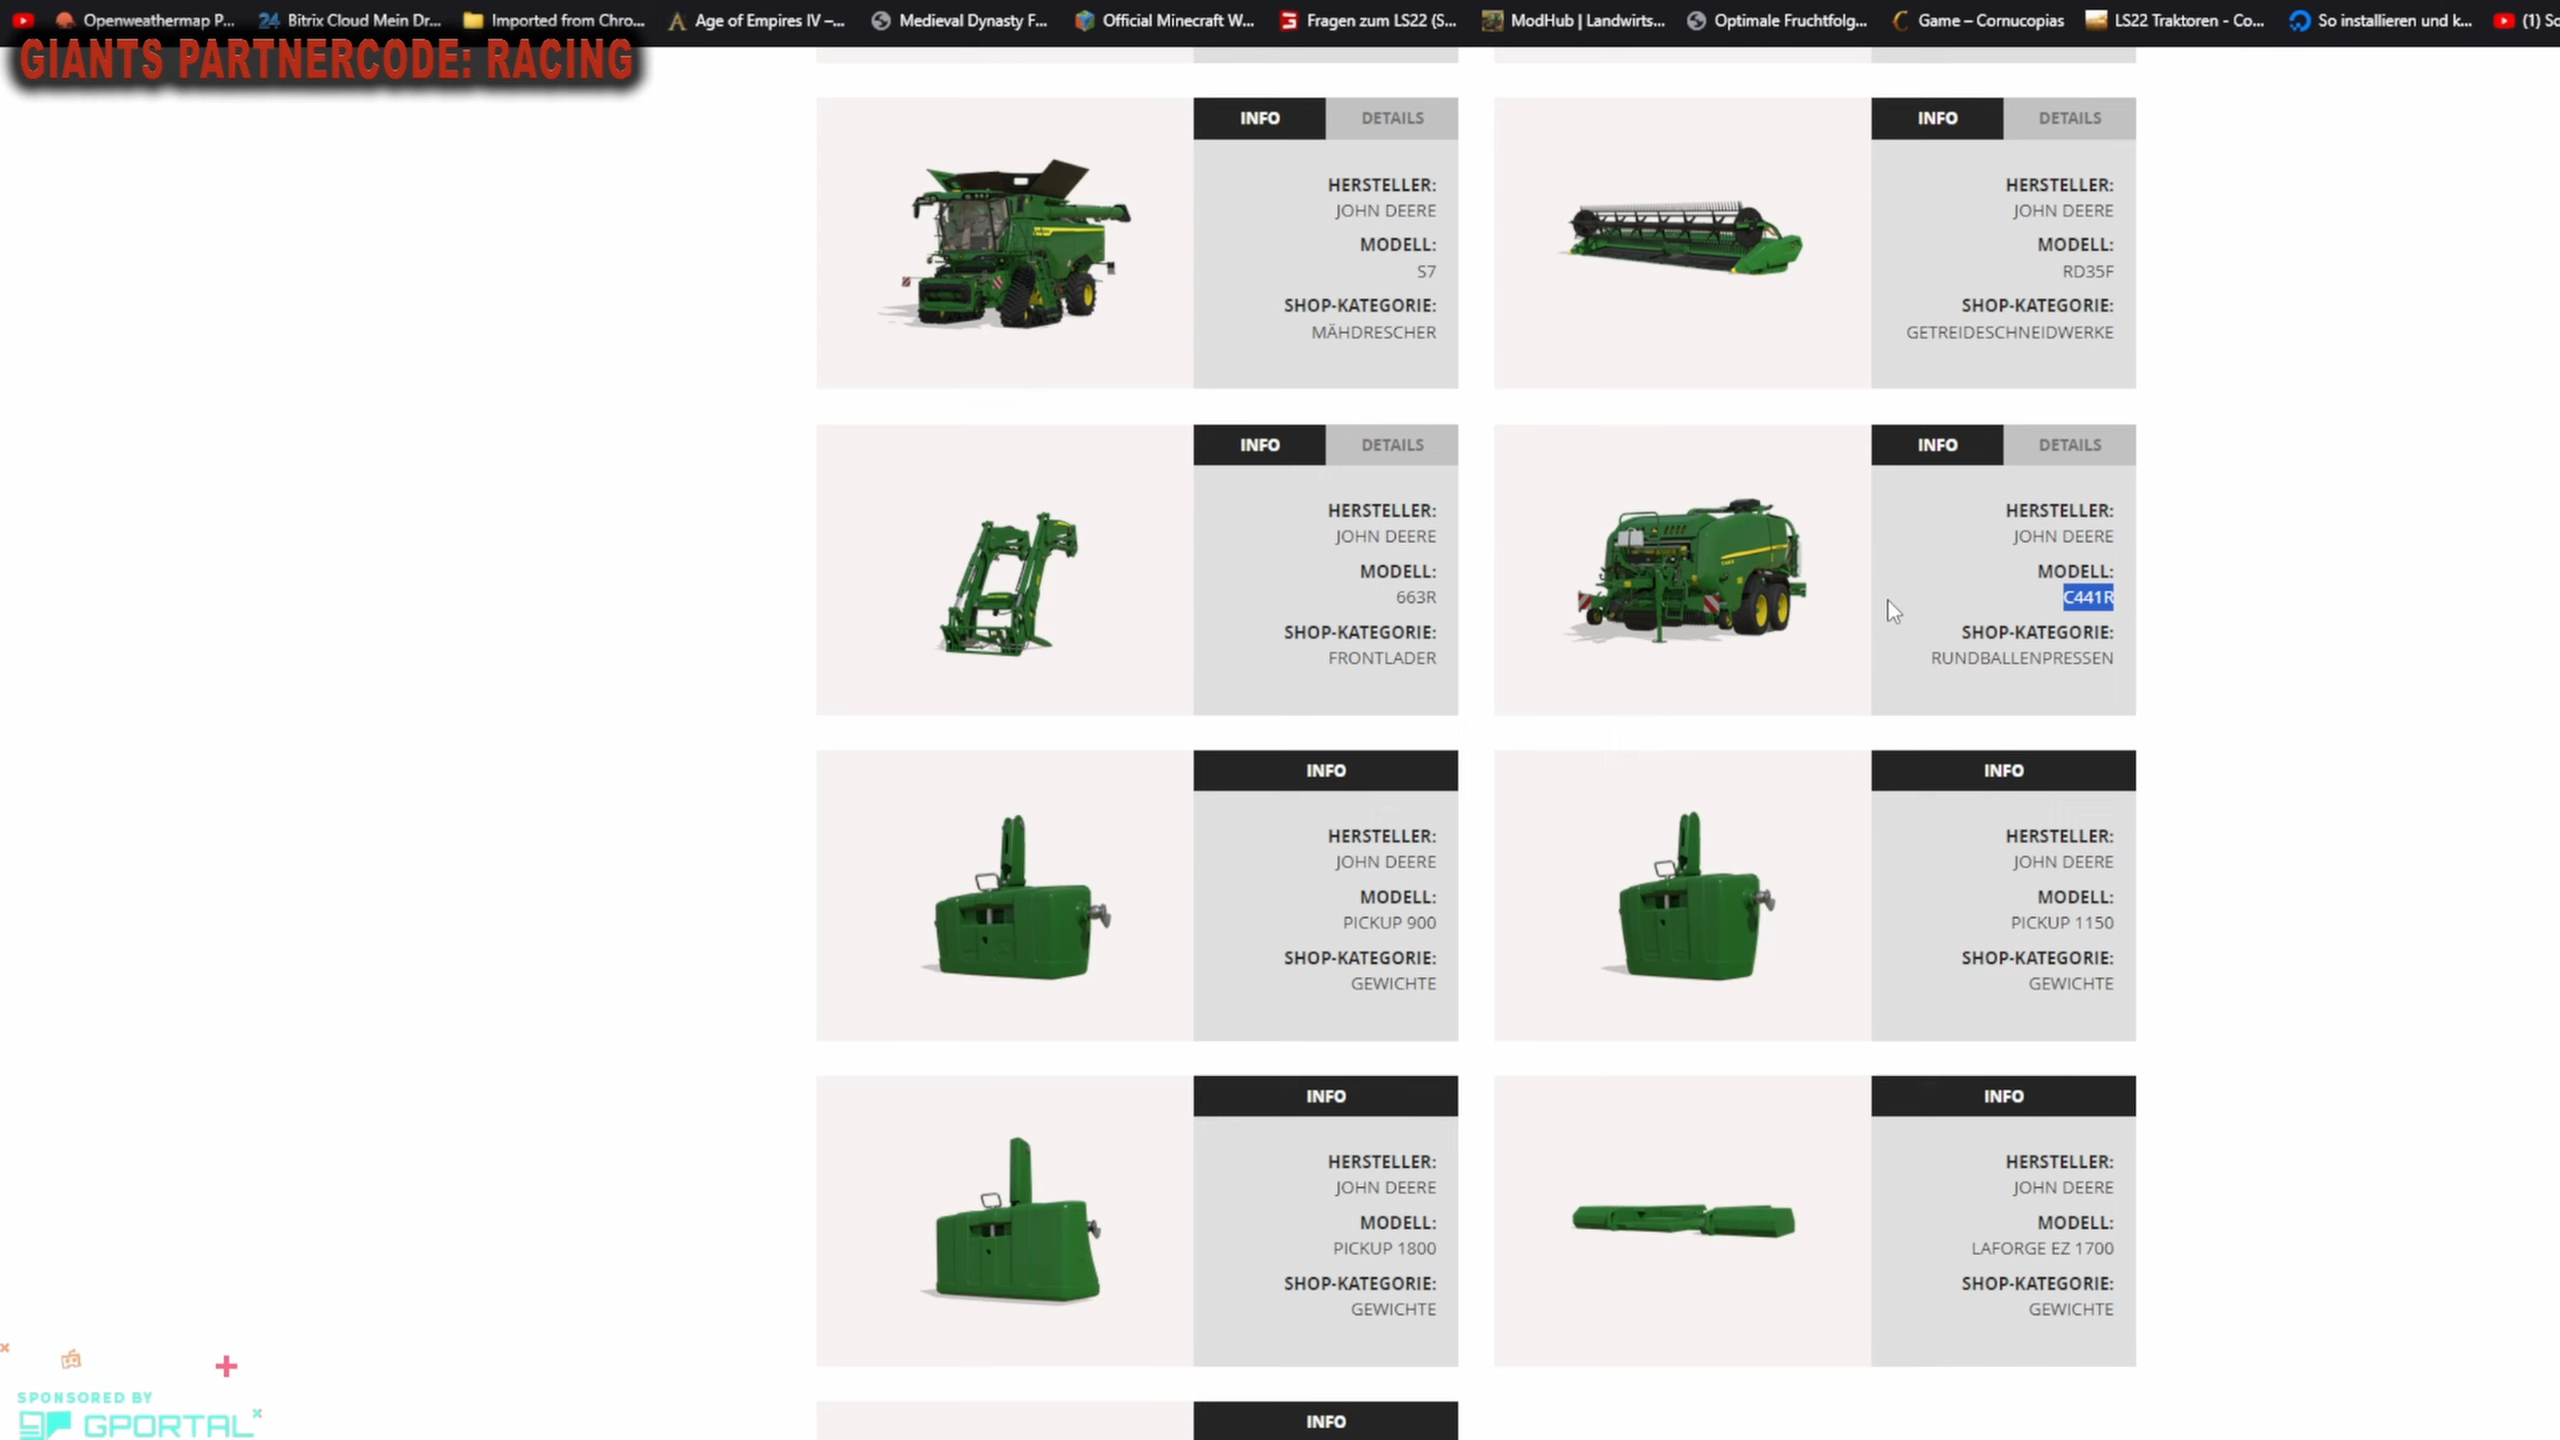 Openweathermap P... 24 Bitrix Cloud Mein Dr... Imported from Chro... Age of Empires IV –... Medieval Dynasty F... Official Minecraft W... Fragen zum LS22 (S... ModHub | Landwirts... Optimale Fruchtfolg... Game – Cornucopias LS22 Traktoren - Co... So installieren und k... (1) So
GIANTS PARTNERCODE: RACING
INFO DETAILS
HERSTELLER:
JOHN DEERE
MODELL:
S7
SHOP-KATEGORIE:
MÄHDRESCHER
INFO DETAILS
HERSTELLER:
JOHN DEERE
MODELL:
RD35F
SHOP-KATEGORIE:
GETREIDESCHNEIDWERKE
INFO DETAILS
HERSTELLER:
JOHN DEERE
MODELL:
663R
SHOP-KATEGORIE:
FRONTLADER
INFO DETAILS
HERSTELLER:
JOHN DEERE
MODELL:
C441R
SHOP-KATEGORIE:
RUNDBALLENPRESSEN
INFO
HERSTELLER:
JOHN DEERE
MODELL:
PICKUP 900
SHOP-KATEGORIE:
GEWICHTE
INFO
HERSTELLER:
JOHN DEERE
MODELL:
PICKUP 1150
SHOP-KATEGORIE:
GEWICHTE
INFO
HERSTELLER:
JOHN DEERE
MODELL:
PICKUP 1800
SHOP-KATEGORIE:
GEWICHTE
INFO
HERSTELLER:
JOHN DEERE
MODELL:
LAFORGE EZ 1700
SHOP-KATEGORIE:
GEWICHTE
INFO
SPONSORED BY
GPORTAL